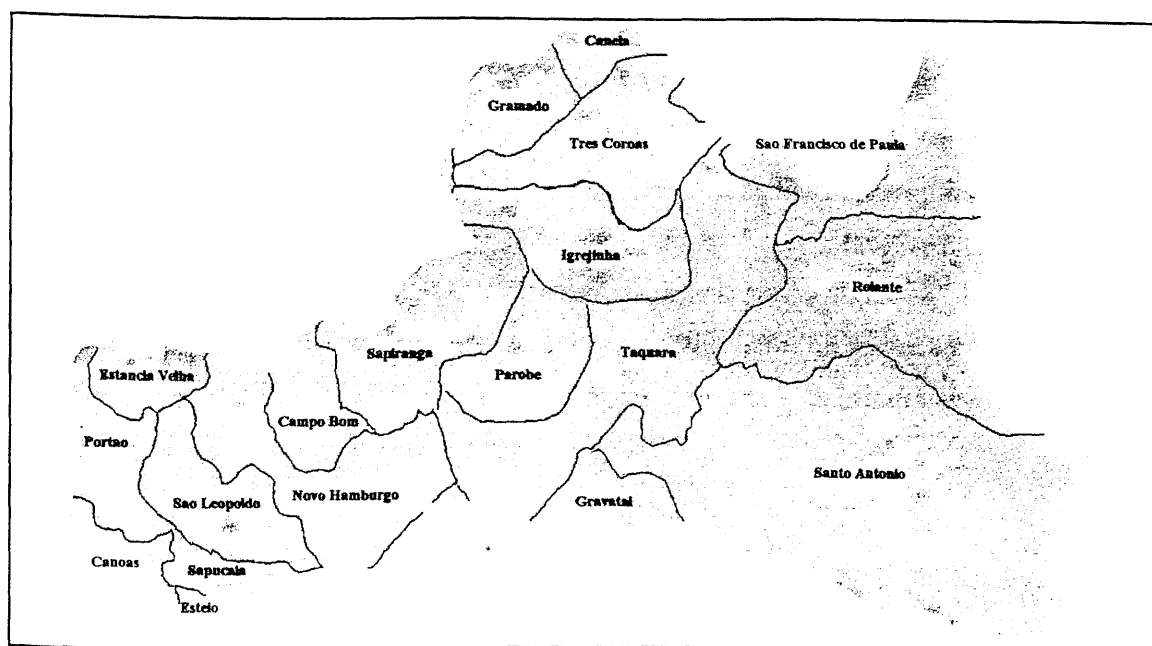 Canela
Gramado
Tres Coroas
Sao Francisco de Paula
Igrejinha
Rolante
Sapiranga
Taquara
Parobe
Estancia Velha
Campo Bom
Portao
Santo Antonio
Novo Hamburgo
Sao Leopoldo
Gravatai
Canoas
Sapucaia
Esteio